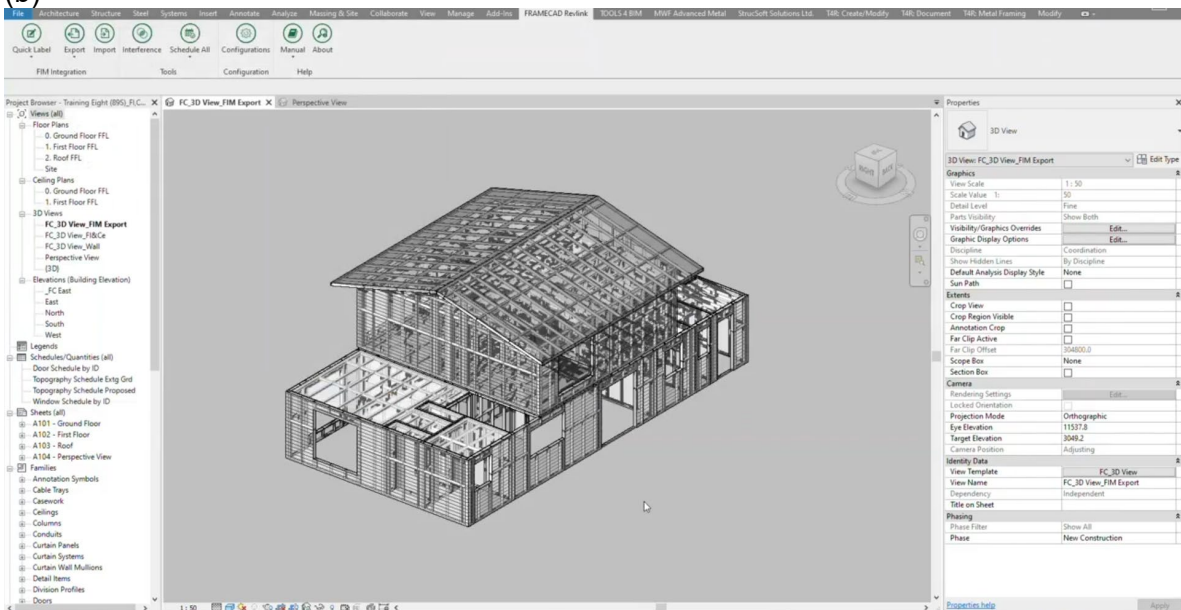 (b)
File Architecture Structure Steel Systems Insert Annotate Analyze Massing & Site Collaborate View Manage Add-Ins FRAMECAD Revlink TOOLS 4 BIM MWF Advanced Metal StrucSoft Solutions Ltd. T4R: Create/Modify T4R: Document T4R: Metal Framing Modify
Quick Label Export Import Interference Schedule All Configurations Manual About
FIM Integration Tools Configuration Help
Project Browser - Training Eight (895)_FI,C... X
FC_3D View_FIM Export X Perspective View
Views (all)
Floor Plans
0. Ground Floor FFL
1. First Floor FFL
2. Roof FFL
Site
Ceiling Plans
0. Ground Floor FFL
1. First Floor FFL
3D Views
FC_3D View_FIM Export
FC_3D View_Fl&Ce
FC_3D View_Wall
Perspective View
{3D}
Elevations (Building Elevation)
_FC East
East
North
South
West
Legends
Schedules/Quantities (all)
Door Schedule by ID
Topography Schedule Extg Grd
Topography Schedule Proposed
Window Schedule by ID
Sheets (all)
A101 - Ground Floor
A102 - First Floor
A103 - Roof
A104 - Perspective View
Families
Annotation Symbols
Cable Trays
Casework
Ceilings
Columns
Conduits
Curtain Panels
Curtain Systems
Curtain Wall Mullions
Detail Items
Division Profiles
Doors
1 : 50
Properties X
3D View
3D View: FC_3D View_FIM Export Edit Type
Graphics
View Scale 1 : 50
Scale Value 1: 50
Detail Level Fine
Parts Visibility Show Both
Visibility/Graphics Overrides Edit...
Graphic Display Options Edit...
Discipline Coordination
Show Hidden Lines By Discipline
Default Analysis Display Style None
Sun Path
Extents
Crop View
Crop Region Visible
Annotation Crop
Far Clip Active
Far Clip Offset 304800.0
Scope Box None
Section Box
Camera
Rendering Settings Edit...
Locked Orientation
Projection Mode Orthographic
Eye Elevation 11537.8
Target Elevation 3049.2
Camera Position Adjusting
Identity Data
View Template FC_3D View
View Name FC_3D View_FIM Export
Dependency Independent
Title on Sheet
Phasing
Phase Filter Show All
Phase New Construction
Properties help Apply